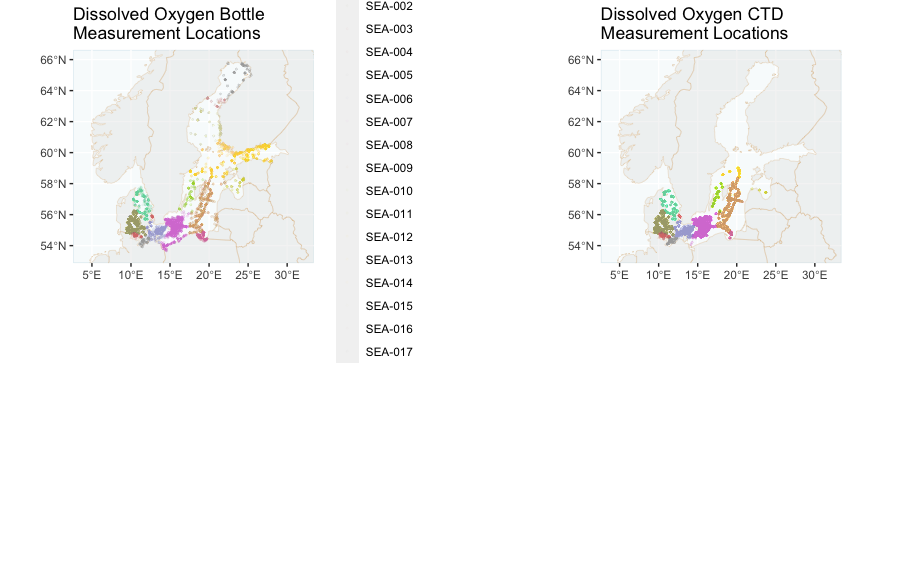 Dissolved Oxygen Bottle
Measurement Locations
66°N
64°N
62°N
60°N
58°N
56°N
54°N
5°E 10°E 15°E 20°E 25°E 30°E
SEA-002
SEA-003
SEA-004
SEA-005
SEA-006
SEA-007
SEA-008
SEA-009
SEA-010
SEA-011
SEA-012
SEA-013
SEA-014
SEA-015
SEA-016
SEA-017
Dissolved Oxygen CTD
Measurement Locations
66°N
64°N
62°N
60°N
58°N
56°N
54°N
5°E 10°E 15°E 20°E 25°E 30°E